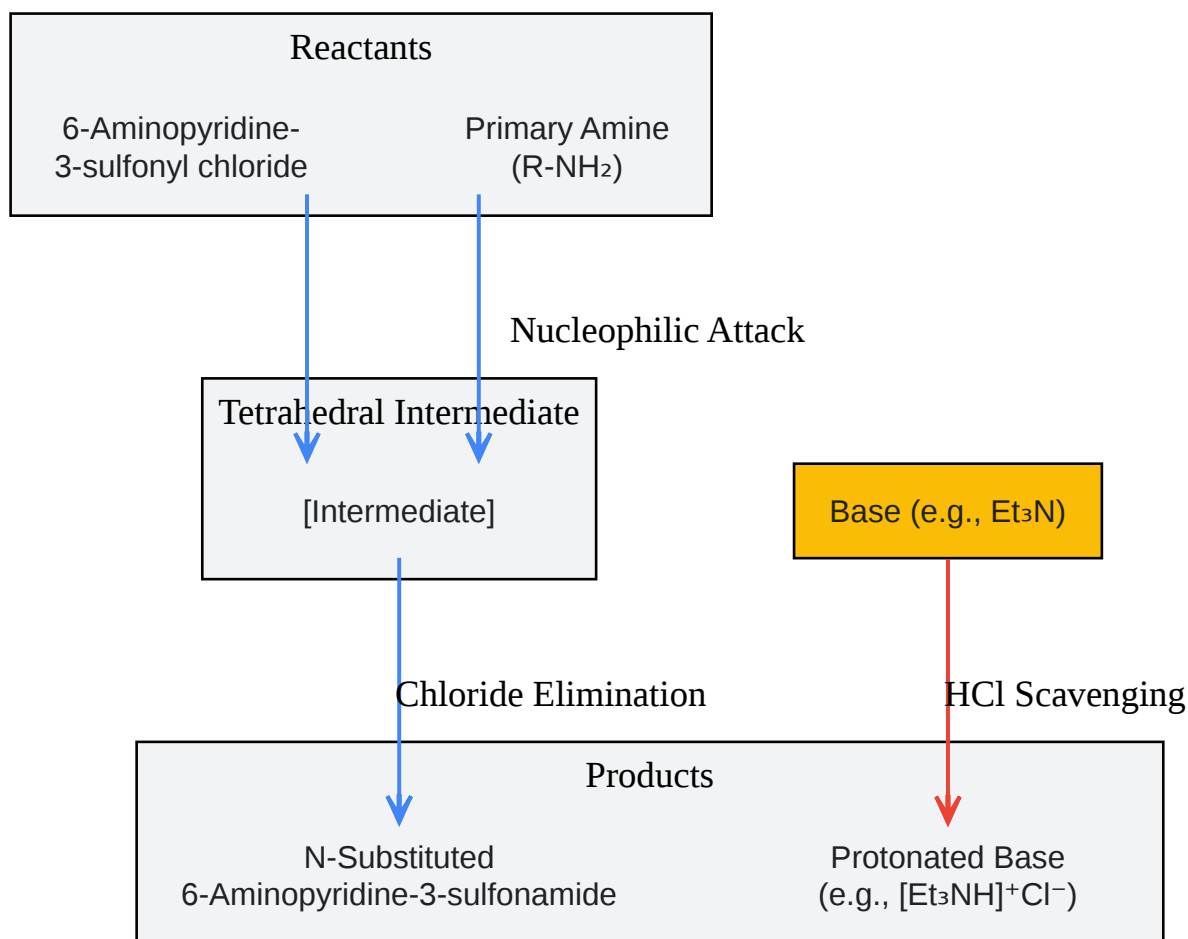 Reactants
6-Aminopyridine-
3-sulfonyl chloride
Primary Amine
(R-NH₂)
Nucleophilic Attack
Tetrahedral Intermediate
[Intermediate]
Base (e.g., Et₃N)
Chloride Elimination
HCl Scavenging
Products
N-Substituted
6-Aminopyridine-3-sulfonamide
Protonated Base
(e.g., [Et₃NH]⁺Cl⁻)